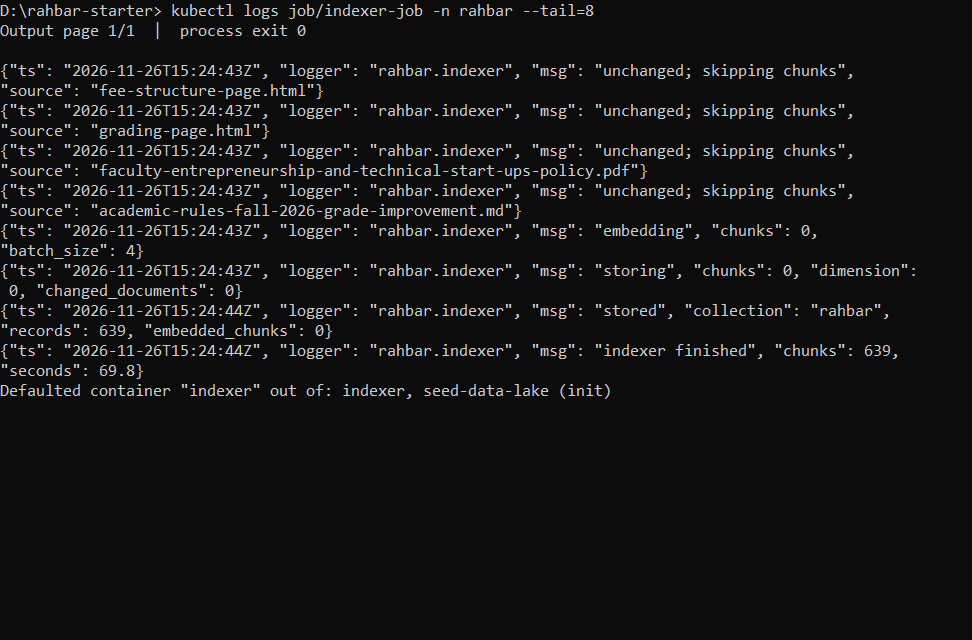 D:\rahbar-starter> kubectl logs job/indexer-job -n rahbar --tail=8
Output page 1/1  |  process exit 0
{"ts": "2026-11-26T15:24:43Z", "logger": "rahbar.indexer", "msg": "unchanged; skipping chunks",
"source": "fee-structure-page.html"}
{"ts": "2026-11-26T15:24:43Z", "logger": "rahbar.indexer", "msg": "unchanged; skipping chunks",
"source": "grading-page.html"}
{"ts": "2026-11-26T15:24:43Z", "logger": "rahbar.indexer", "msg": "unchanged; skipping chunks",
"source": "faculty-entrepreneurship-and-technical-start-ups-policy.pdf"}
{"ts": "2026-11-26T15:24:43Z", "logger": "rahbar.indexer", "msg": "unchanged; skipping chunks",
"source": "academic-rules-fall-2026-grade-improvement.md"}
{"ts": "2026-11-26T15:24:43Z", "logger": "rahbar.indexer", "msg": "embedding", "chunks": 0,
"batch_size": 4}
{"ts": "2026-11-26T15:24:43Z", "logger": "rahbar.indexer", "msg": "storing", "chunks": 0, "dimension":
 0, "changed_documents": 0}
{"ts": "2026-11-26T15:24:44Z", "logger": "rahbar.indexer", "msg": "stored", "collection": "rahbar",
"records": 639, "embedded_chunks": 0}
{"ts": "2026-11-26T15:24:44Z", "logger": "rahbar.indexer", "msg": "indexer finished", "chunks": 639,
"seconds": 69.8}
Defaulted container "indexer" out of: indexer, seed-data-lake (init)